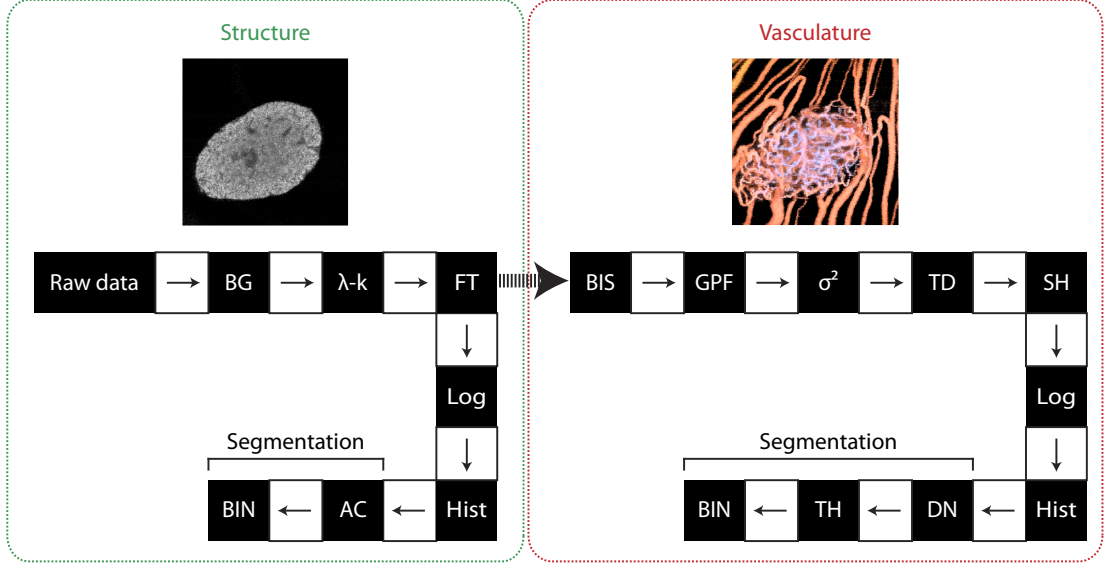 Structure
Raw data → BG → λ-k → FT
↓
Log
↓
Segmentation
BIN ← AC ← Hist
Vasculature
BIS → GPF → σ² → TD → SH
↓
Log
↓
Segmentation
BIN ← TH ← DN ← Hist